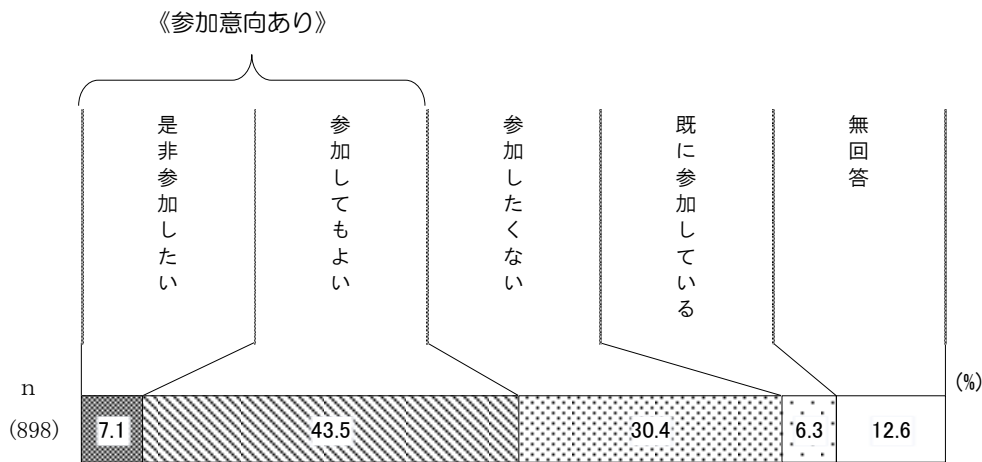 《参加意向あり》
是非参加したい
参加してもよい
参加したくない
既に参加している
無回答
(%)
n
(898)
7.1
43.5
30.4
6.3
12.6